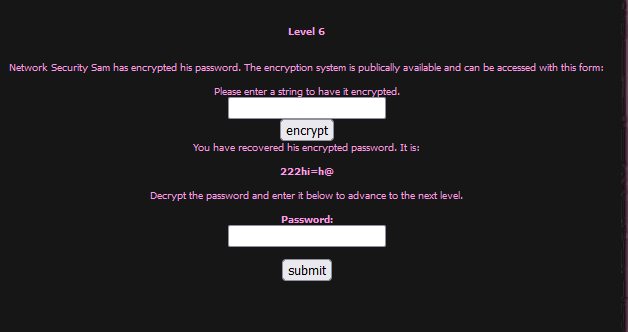 Level 6
Network Security Sam has encrypted his password. The encryption system is publically available and can be accessed with this form:
Please enter a string to have it encrypted.
encrypt
You have recovered his encrypted password. It is:
222hi=h@
Decrypt the password and enter it below to advance to the next level.
Password:
submit